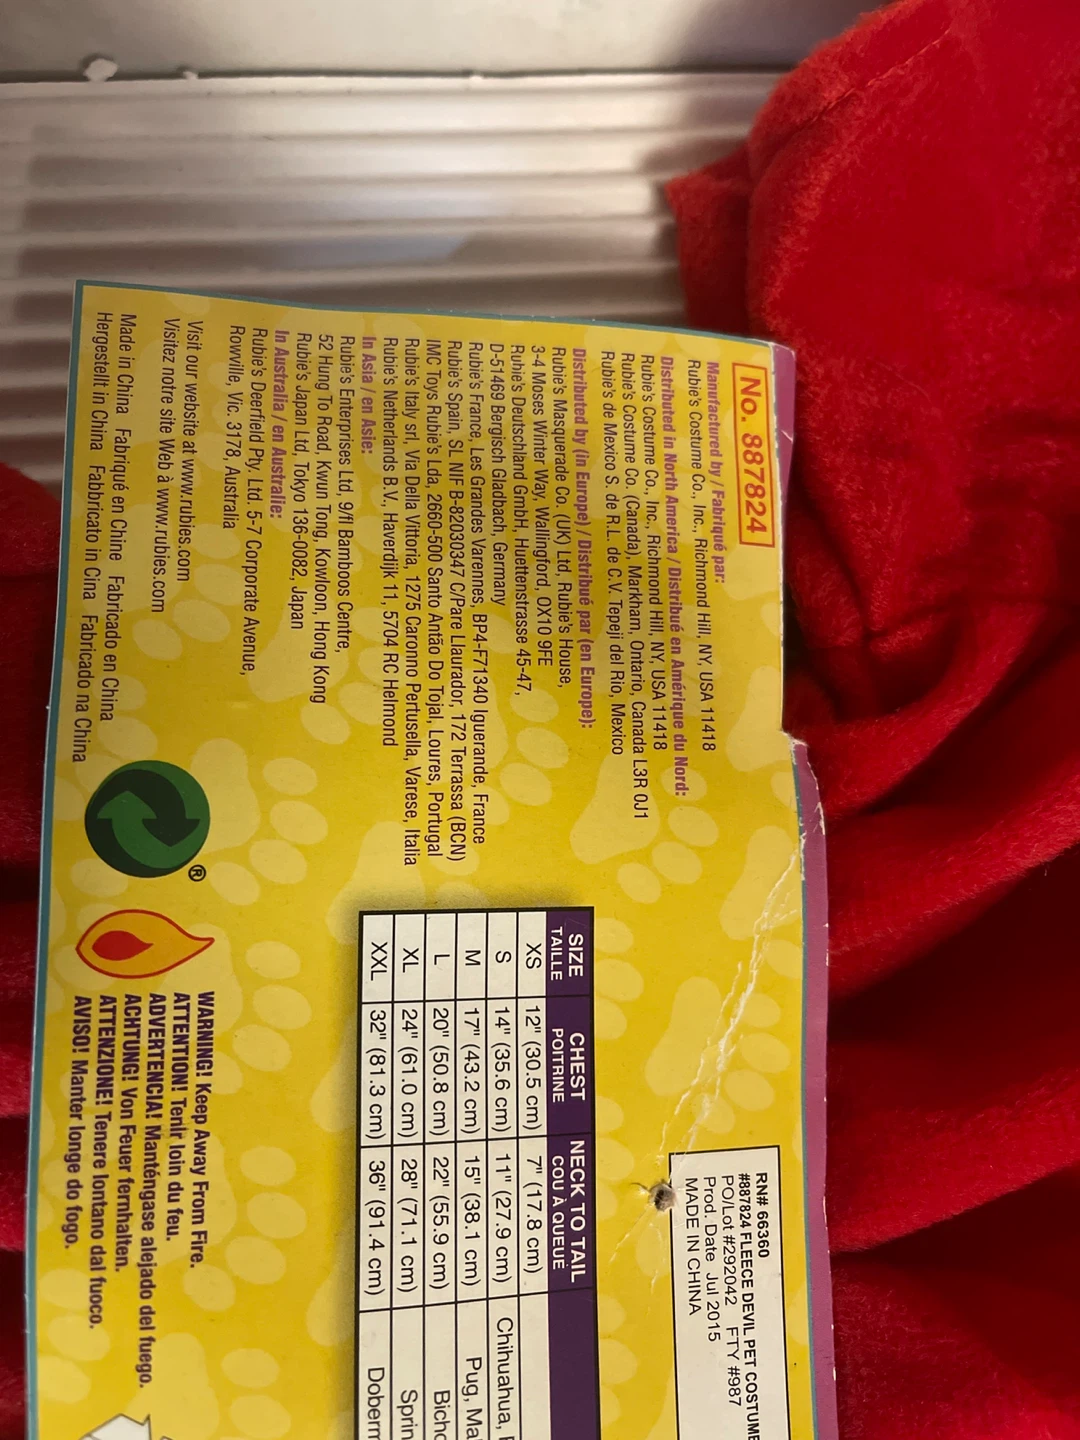 No. 887824
Manufactured by / Fabriqué par:
Rubie's Costume Co., Inc., Richmond Hill, NY, USA 11418
Distributed in North America / Distribué en Amérique du Nord:
Rubie's Costume Co., Inc., Richmond Hill, NY, USA 11418
Rubie's Costume Co. (Canada), Markham, Ontario, Canada L3R 0J1
Rubie's de Mexico S. de R.L. de C.V. Tepeji del Rio, Mexico
Distributed by (in Europe) / Distribué par (en Europe):
Rubie's Masquerade Co. (UK) Ltd, Rubie's House,
3-4 Moses Winter Way, Wallingford, OX10 9FE
Rubie's Deutschland GmbH, Huettenstrasse 45-47,
D-51469 Bergisch Gladbach, Germany
Rubie's France, Les Grandes Varennes, BP4-F71340 Iguerande, France
Rubie's Spain, SL NIF B-82030347 C/Pare Llaurador, 172 Terrassa (BCN)
IMC Toys Rubie's Lda, 2660-500 Santo Antão Do Tojal, Loures, Portugal
Rubie's Italy srl, Via Della Vittoria, 1275 Caronno Pertusella, Varese, Italia
Rubie's Netherlands B.V., Haverdijk 11, 5704 RC Helmond
In Asia / en Asie:
Rubie's Enterprises Ltd, 9/fl Bamboos Centre,
52 Hung To Road, Kwun Tong, Kowloon, Hong Kong
Rubie's Japan Ltd, Tokyo 136-0082, Japan
In Australia / en Australie:
Rubie's Deerfield Pty. Ltd. 5-7 Corporate Avenue,
Rowville, Vic. 3178, Australia
Visit our website at www.rubies.com
Visitez notre site Web à www.rubies.com
Made in China Fabriqué en Chine Fabricado en China
Hergestellt in China Fabbricato in Cina Fabricado na China
®
RN# 66360
#887824 FLEECE DEVIL PET COSTUME
PO/Lot #292042 FTY #987
Prod. Date Jul 2015
MADE IN CHINA
SIZE CHEST NECK TO TAIL
TAILLE POITRINE COU À QUEUE
XS 12" (30.5 cm) 7" (17.8 cm)
S 14" (35.6 cm) 11" (27.9 cm) Chihuahua,
M 17" (43.2 cm) 15" (38.1 cm) Pug, Ma
L 20" (50.8 cm) 22" (55.9 cm) Bicho
XL 24" (61.0 cm) 28" (71.1 cm) Sprin
XXL 32" (81.3 cm) 36" (91.4 cm) Doberm
WARNING! Keep Away From Fire.
ATTENTION! Tenir loin du feu.
ADVERTENCIA! Manténgase alejado del fuego.
ACHTUNG! Von Feuer fernhalten.
ATTENZIONE! Tenere lontano dal fuoco.
AVISO! Manter longe do fogo.